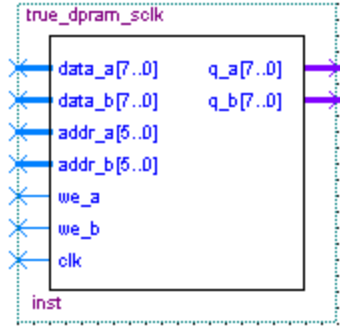 true_dpram_sclk
data_a[7..0] q_a[7..0]
data_b[7..0] q_b[7..0]
addr_a[5..0]
addr_b[5..0]
we_a
we_b
clk
inst